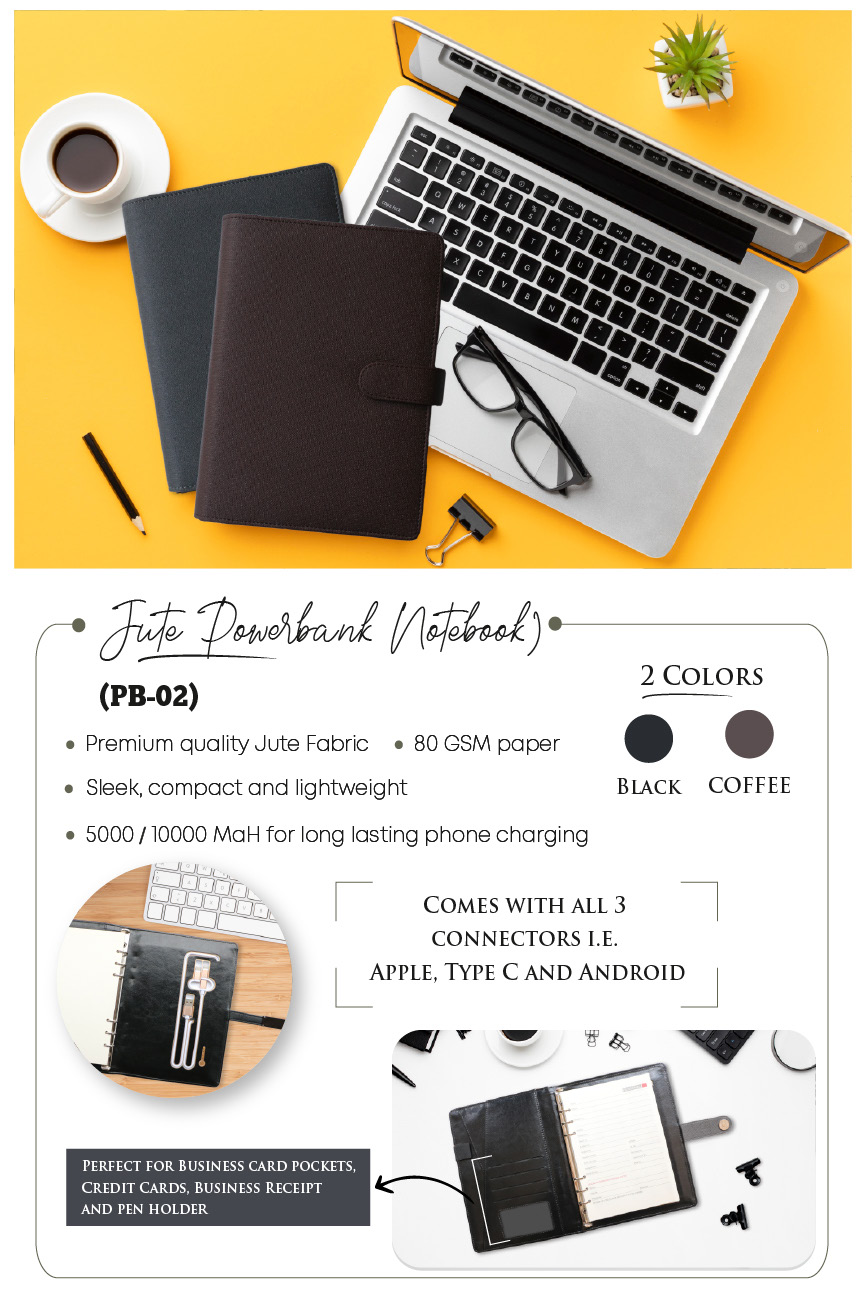 Jute Powerbank Notebook)
(PB-02)
2 Colors
Black
COFFEE
• Premium quality Jute Fabric • 80 GSM paper
• Sleek, compact and lightweight
• 5000 / 10000 MaH for long lasting phone charging
Comes with all 3
connectors i.e.
Apple, Type C and Android
Perfect for Business card pockets,
Credit Cards, Business Receipt
and pen holder